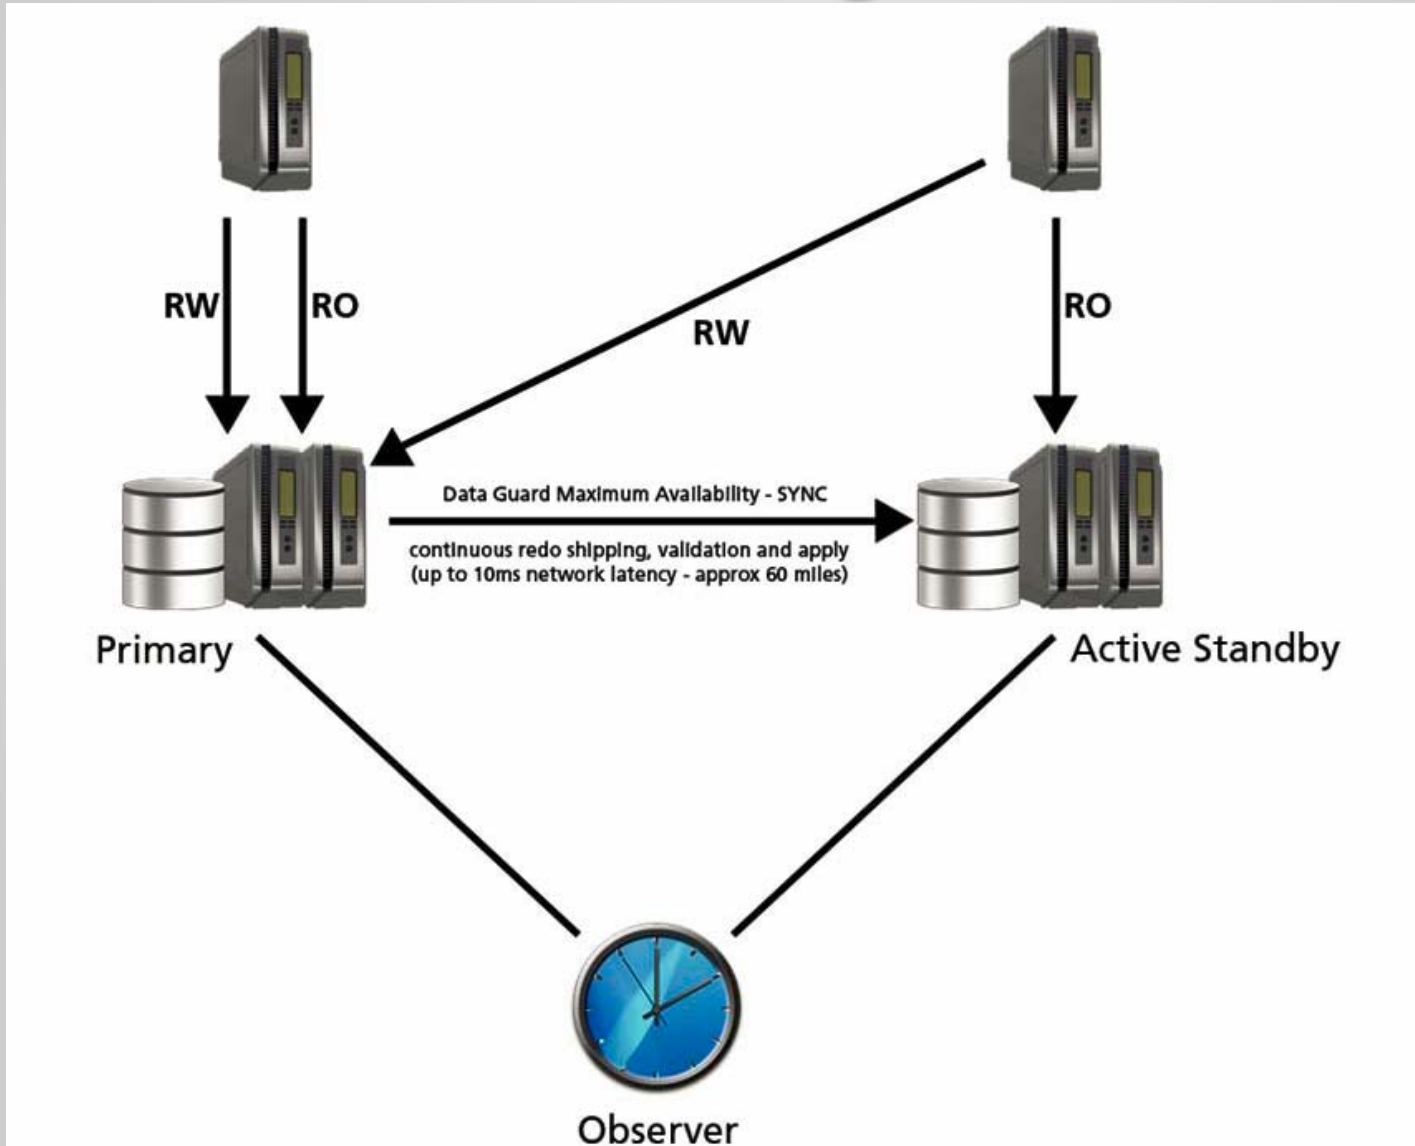 RW
RO
RW
RO
Data Guard Maximum Availability - SYNC
continuous redo shipping, validation and apply
(up to 10ms network latency - approx 60 miles)
Primary
Active Standby
Observer